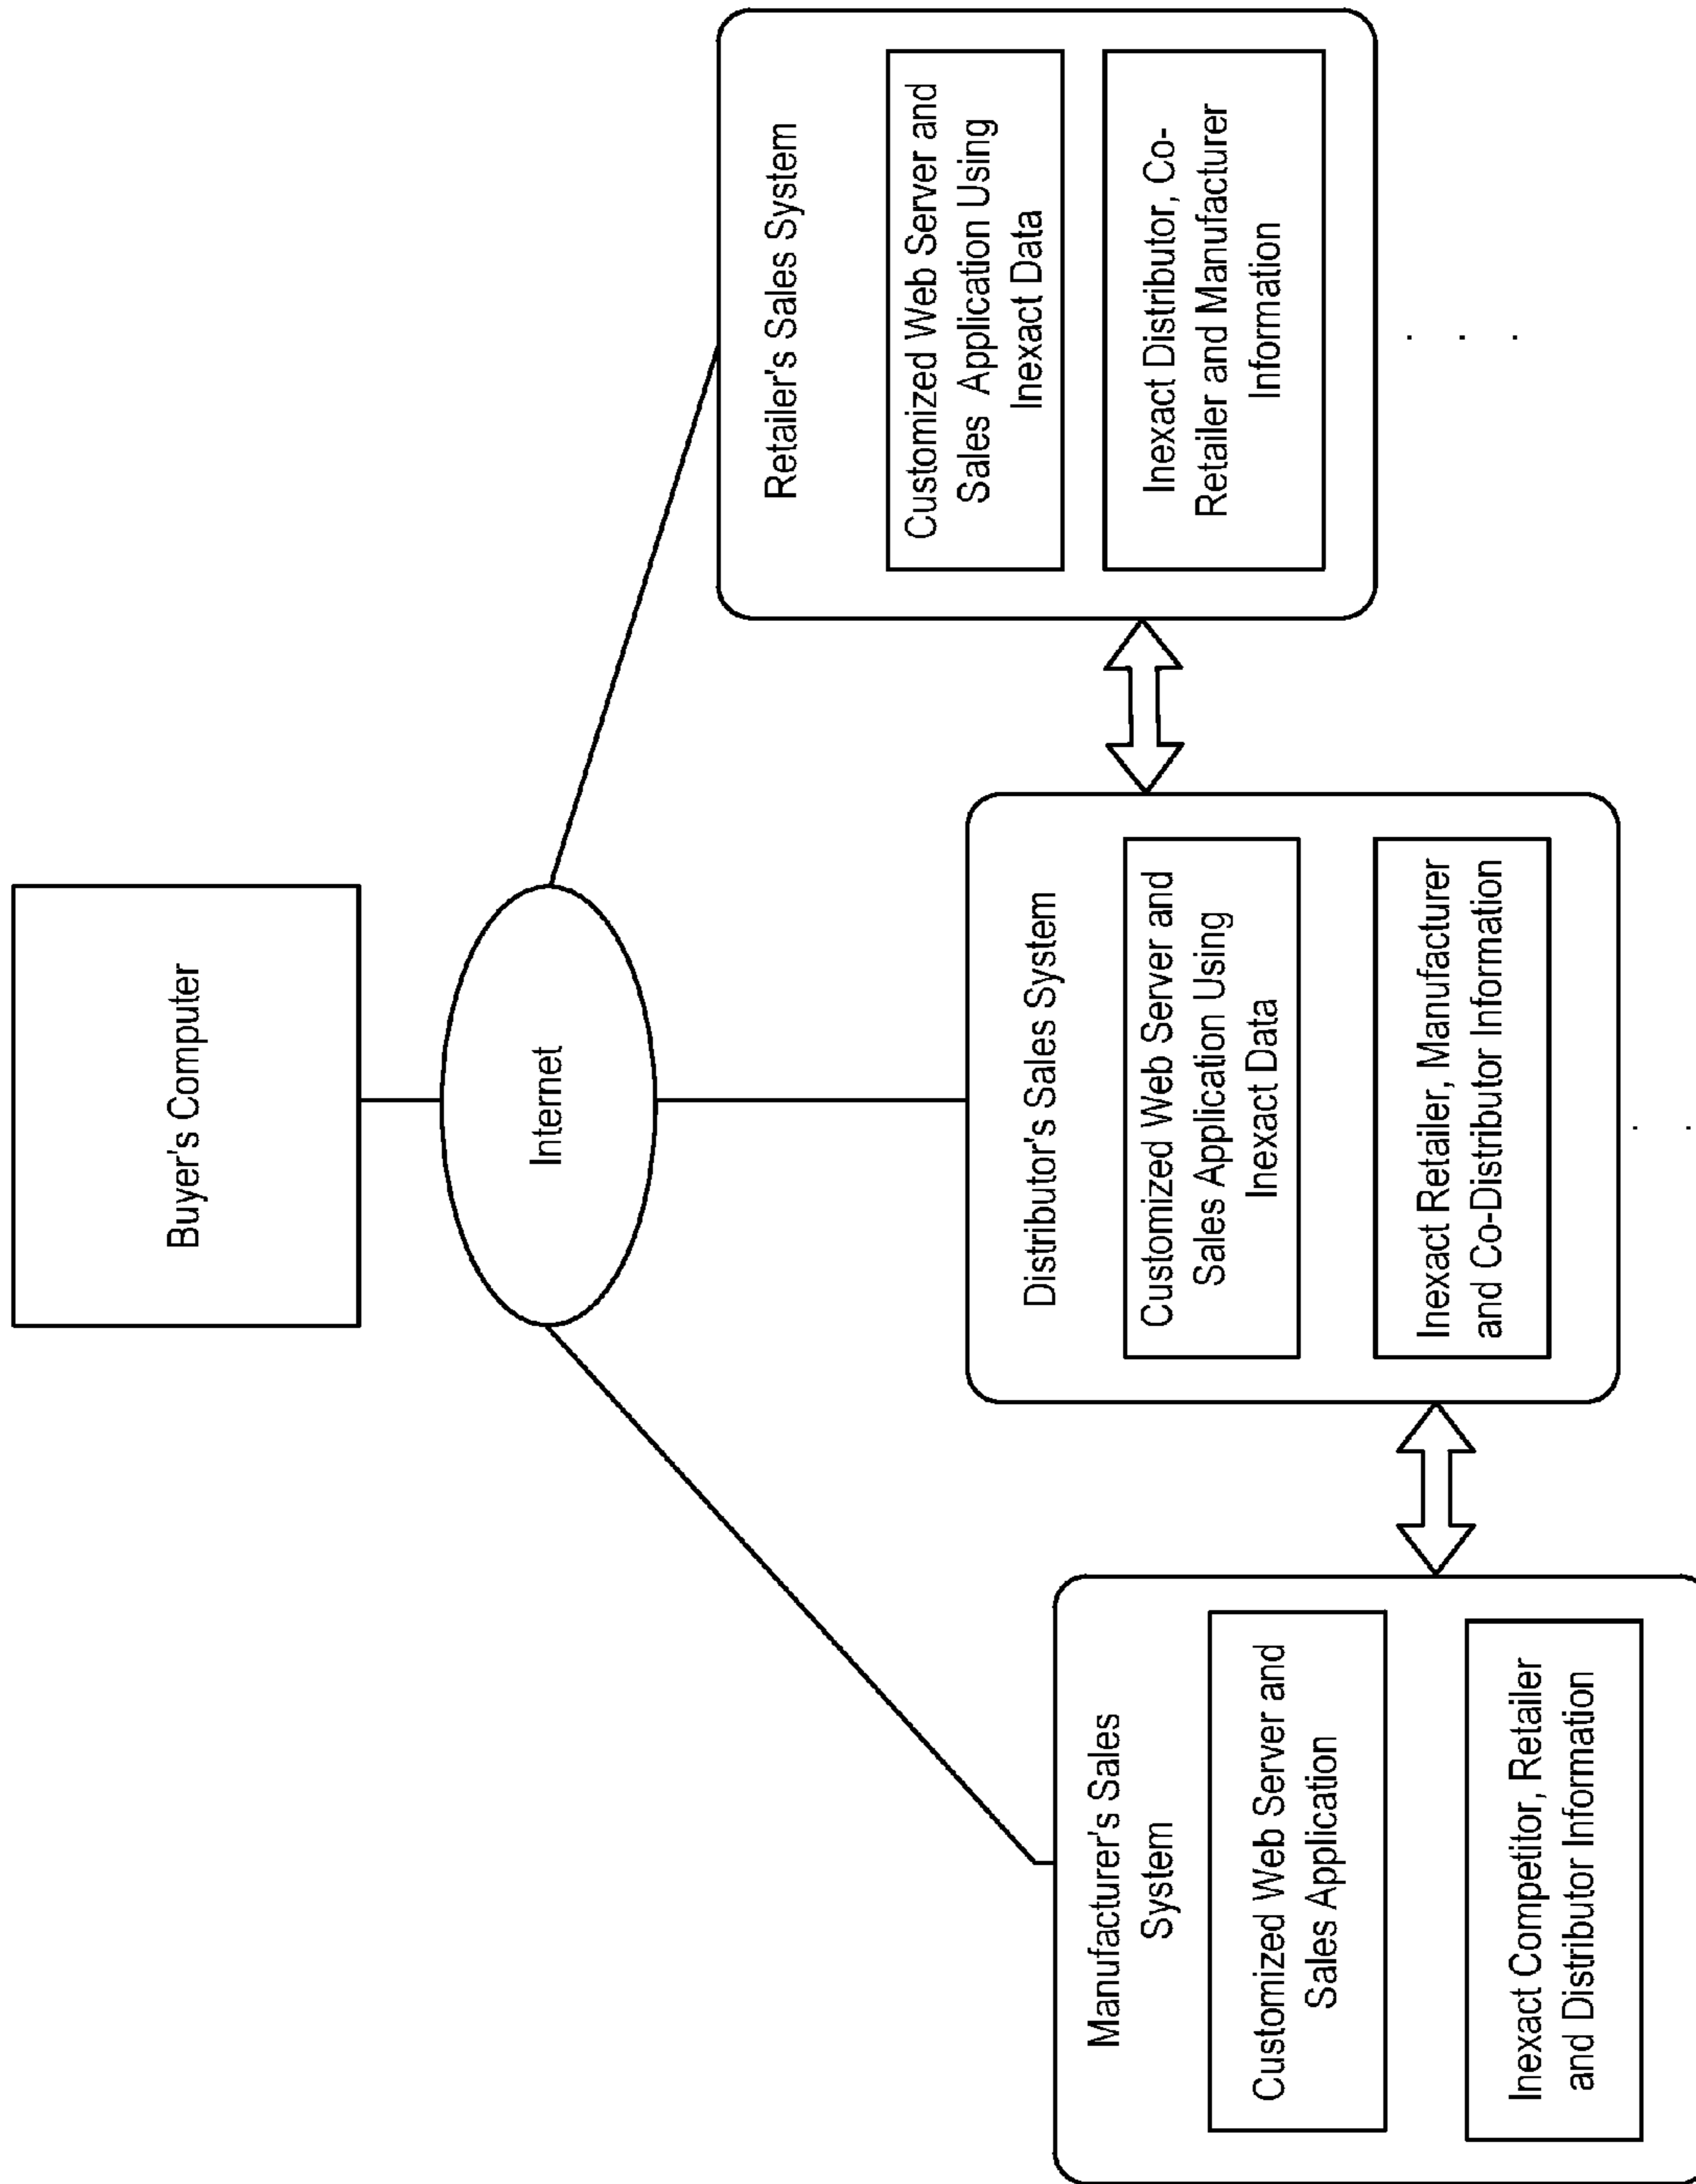 Buyer's Computer
Internet
Manufacturer's Sales
System
Customized Web Server and
Sales Application
Inexact Competitor, Retailer
and Distributor Information
Distributor's Sales System
Customized Web Server and
Sales Application Using
Inexact Data
Inexact Retailer, Manufacturer
and Co-Distributor Information
Retailer's Sales System
Customized Web Server and
Sales Application Using
Inexact Data
Inexact Distributor, Co-
Retailer and Manufacturer
Information